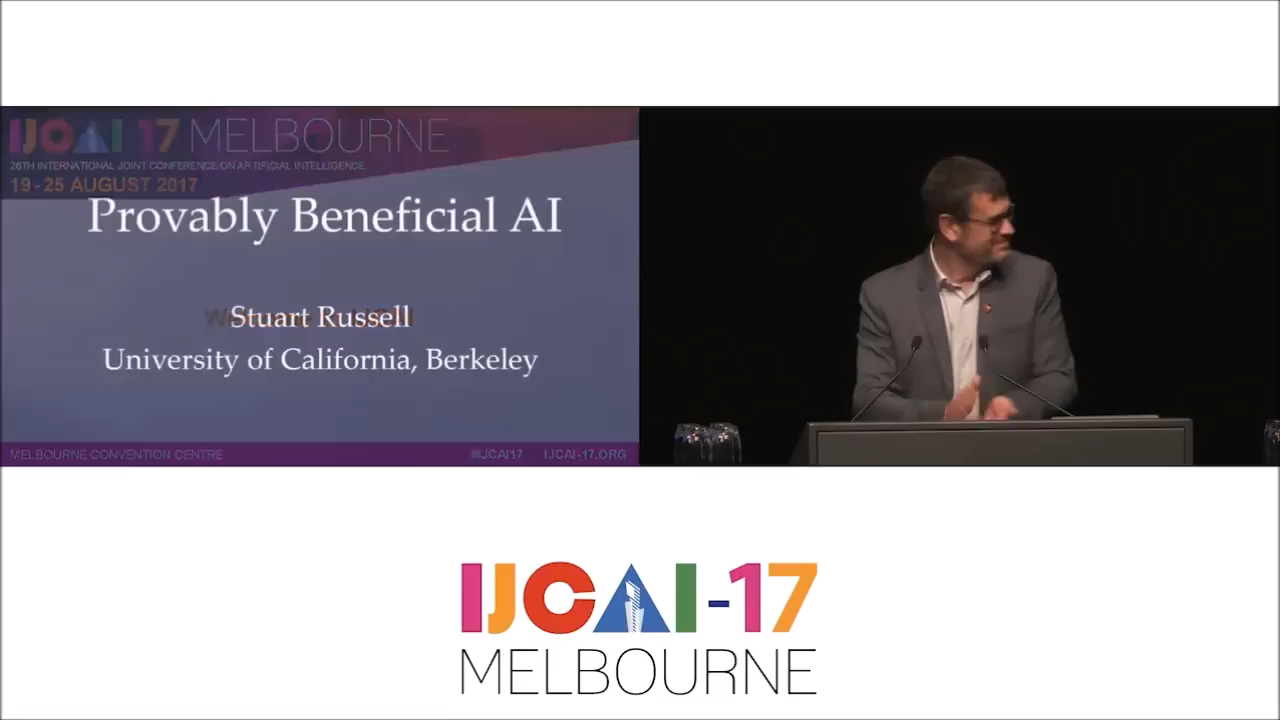 IJCAI-17 MELBOURNE
26TH INTERNATIONAL JOINT CONFERENCE ON ARTIFICIAL INTELLIGENCE
19-25 AUGUST 2017
Provably Beneficial AI
Stuart Russell
University of California, Berkeley
MELBOURNE CONVENTION CENTRE
#IJCAI17
IJCAI-17.ORG
IJCAI-17
MELBOURNE